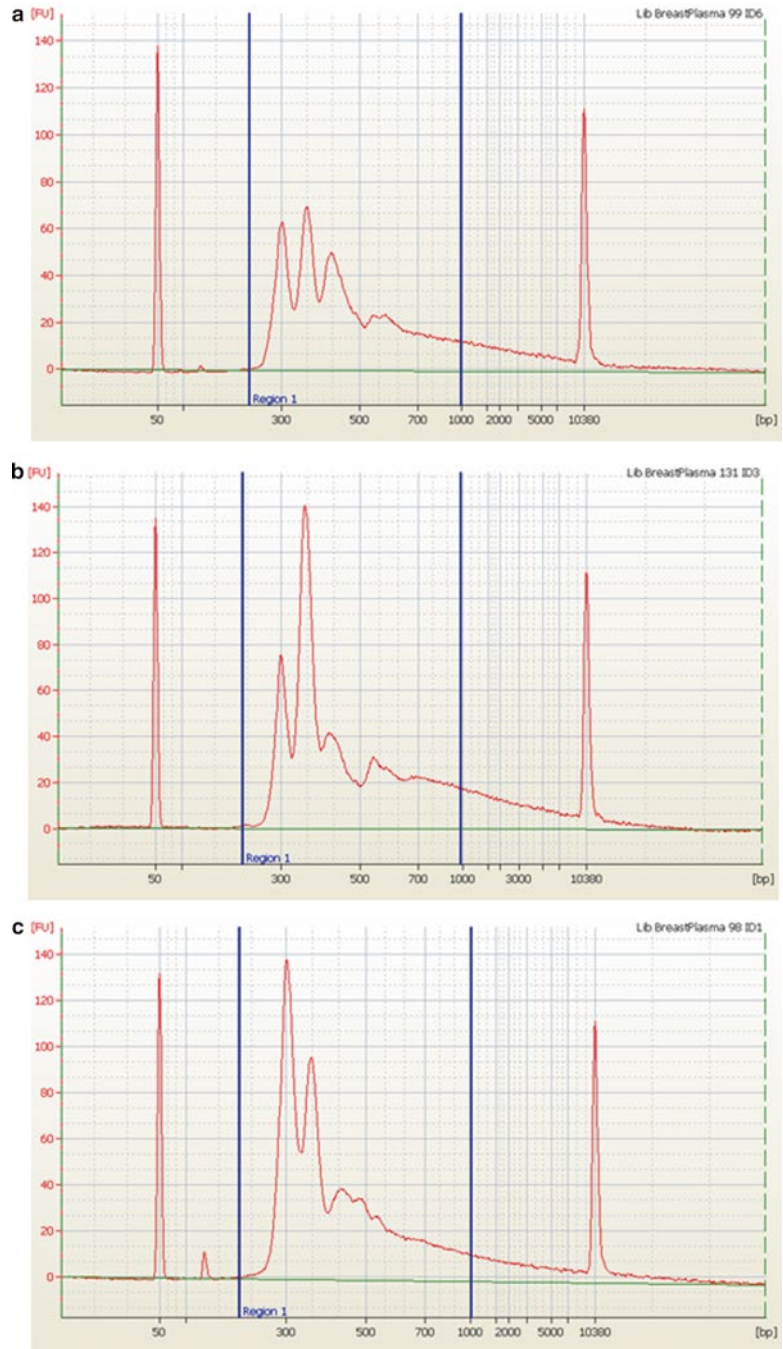 a
[FU]
Lib BreastPlasma 99 ID6
140
120
100
80
60
40
20
0
Region 1
50 300 500 700 1000 2000 5000 10380 [bp]
b
[FU]
Lib BreastPlasma 131 ID3
140
120
100
80
60
40
20
0
Region 1
50 300 500 700 1000 3000 10380 [bp]
c
[FU]
Lib BreastPlasma 98 ID1
140
120
100
80
60
40
20
0
Region 1
50 300 500 700 1000 2000 5000 10380 [bp]